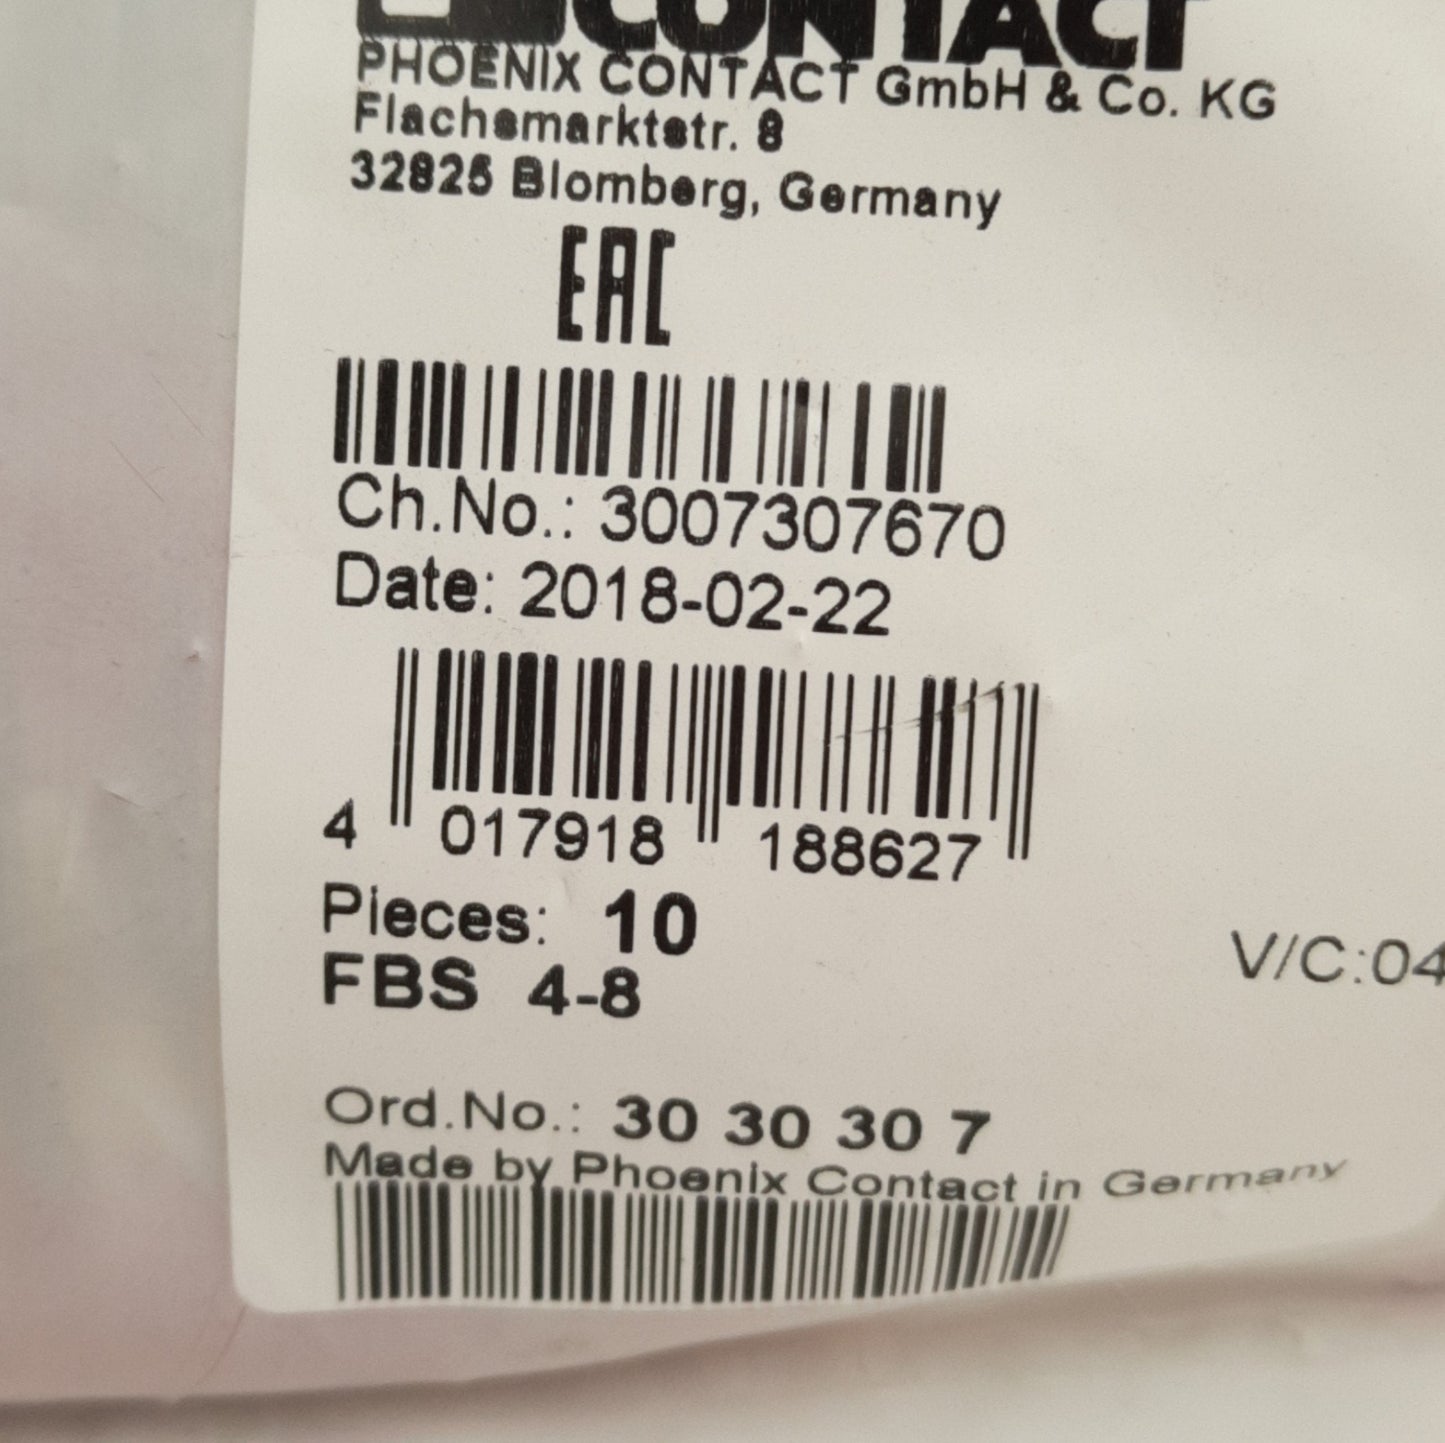 CONTACT
PHOENIX CONTACT GmbH & Co. KG
Flachsmarktstr. 8
32825 Blomberg, Germany
EAC
Ch.No.: 3007307670
Date: 2018-02-22
4 017918 188627
Pieces: 10
FBS 4-8
V/C:04
Ord.No.: 30 30 30 7
Made by Phoenix Contact in Germany